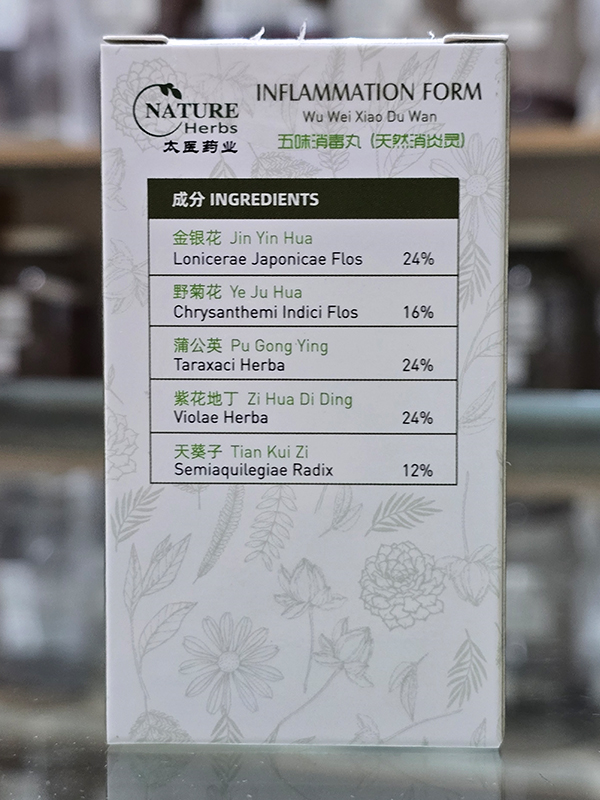 NATURE
Herbs
太医药业
INFLAMMATION FORM
Wu Wei Xiao Du Wan
五味消毒丸 (天然消炎灵)
成分 INGREDIENTS
金银花 Jin Yin Hua
Lonicerae Japonicae Flos 24%
野菊花 Ye Ju Hua
Chrysanthemi Indici Flos 16%
蒲公英 Pu Gong Ying
Taraxaci Herba 24%
紫花地丁 Zi Hua Di Ding
Violae Herba 24%
天葵子 Tian Kui Zi
Semiaquilegiae Radix 12%